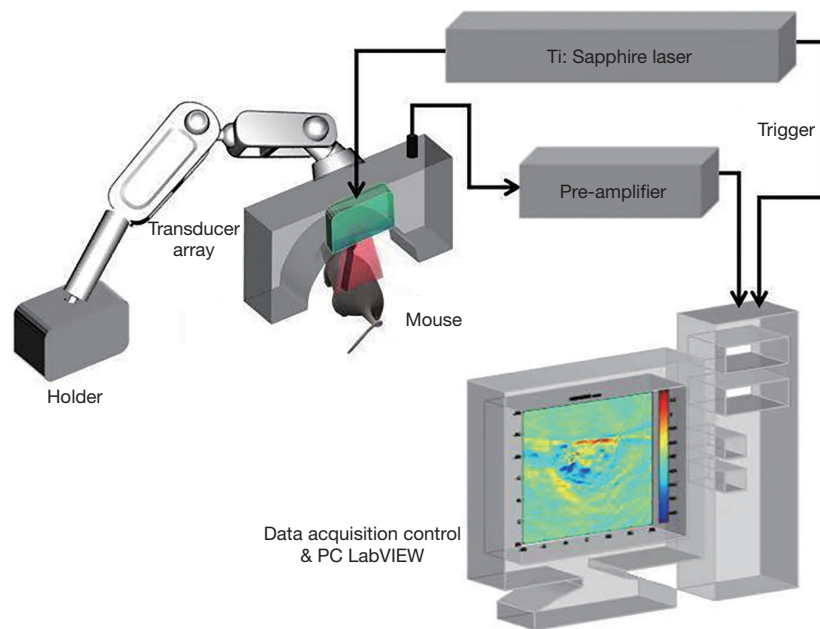 Ti: Sapphire laser
Trigger
Pre-amplifier
Transducer
array
Mouse
Holder
Data acquisition control
& PC LabVIEW